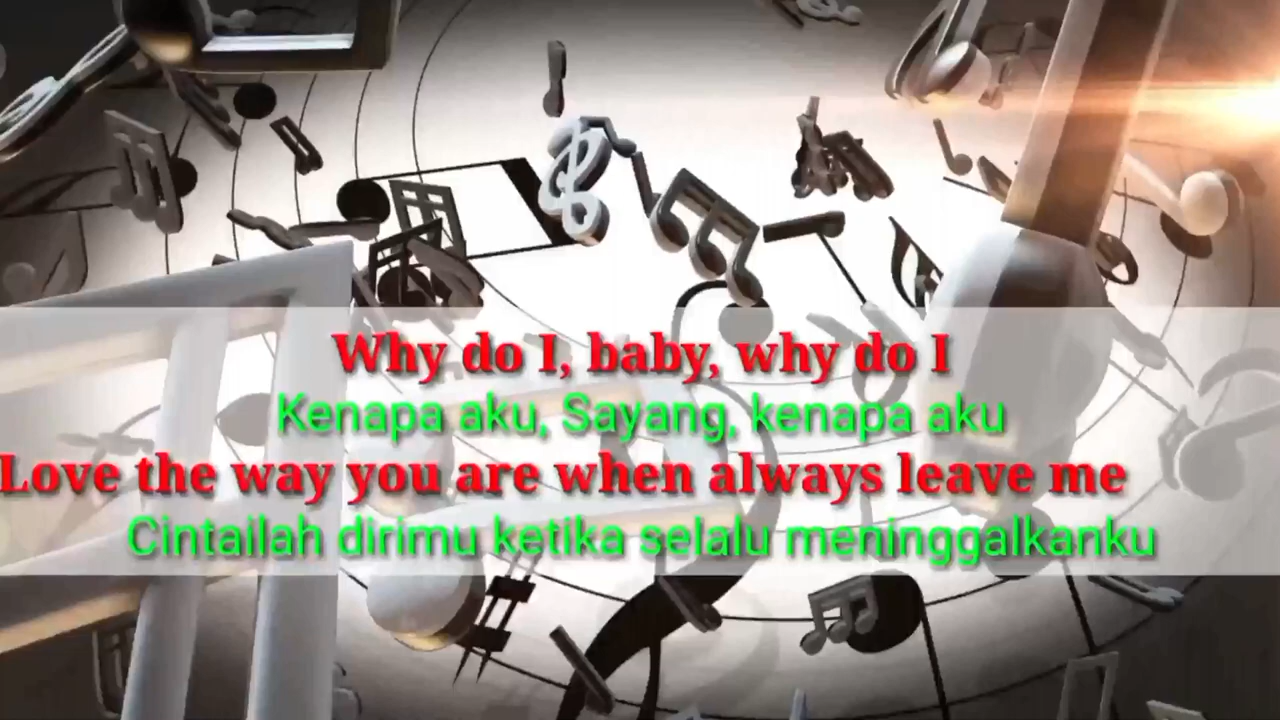 Why do I, baby, why do I
Kenapa aku, Sayang, kenapa aku
Love the way you are when always leave me
Cintailah dirimu ketika selalu meninggalkanku